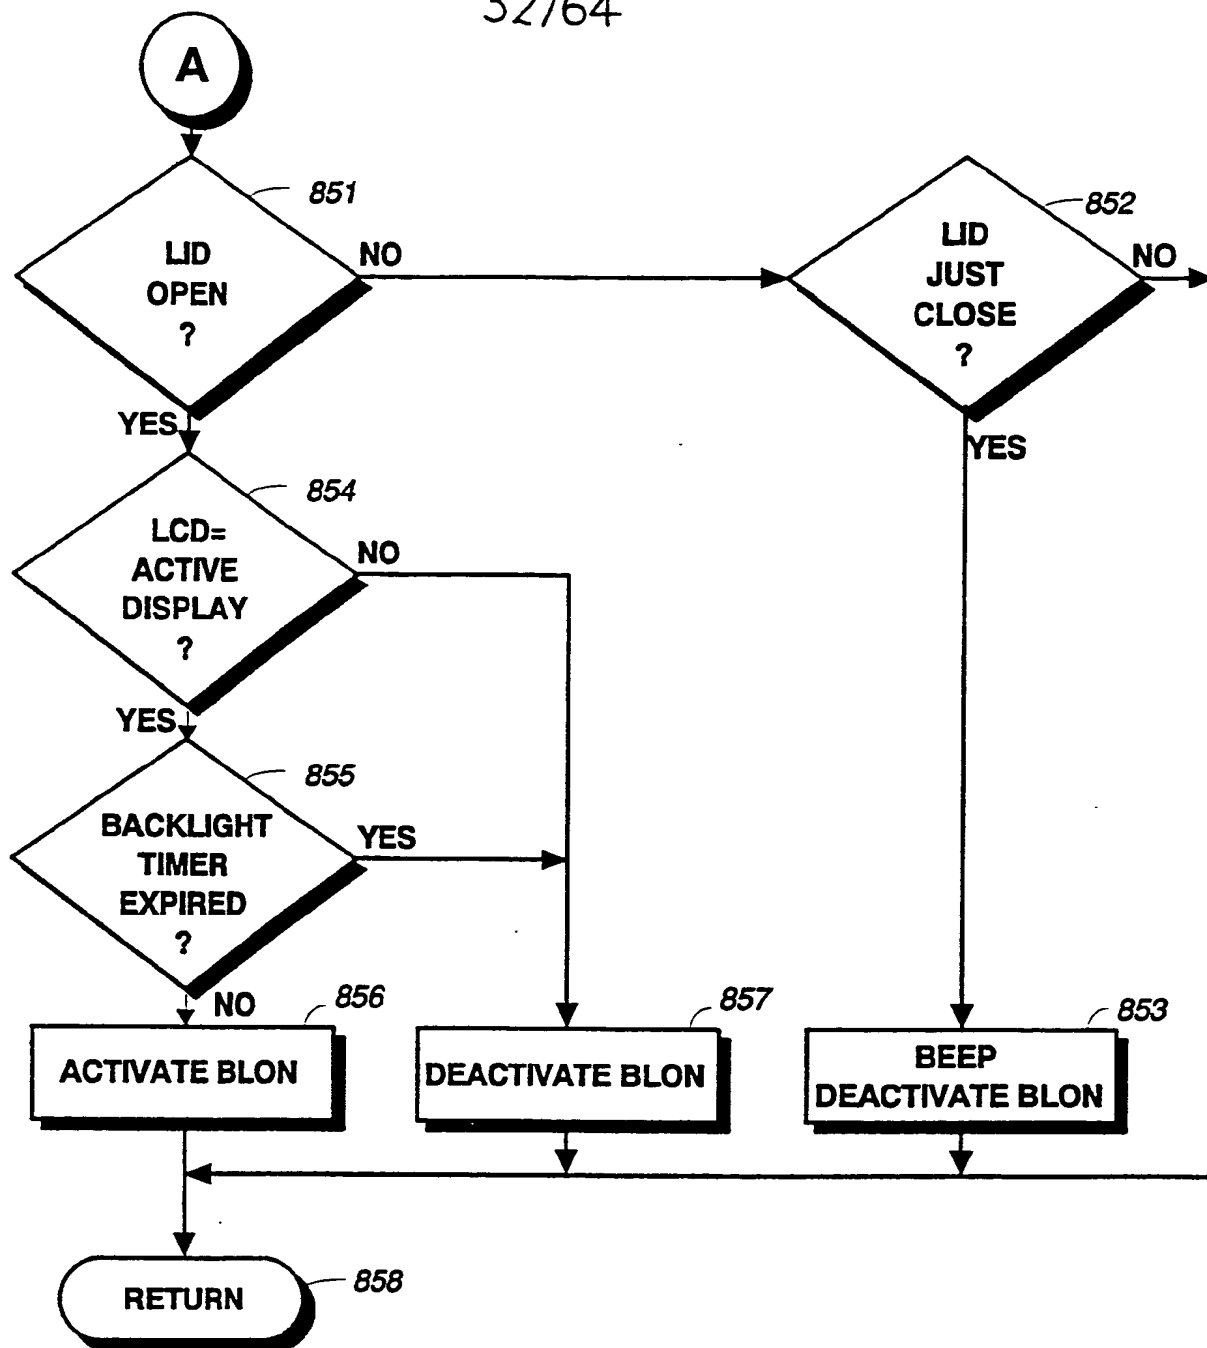 32/64
A
851
LID
OPEN
?
NO
852
LID
JUST
CLOSE
?
NO
YES
YES
854
LCD=
ACTIVE
DISPLAY
?
NO
YES
855
BACKLIGHT
TIMER
EXPIRED
?
YES
NO
856
ACTIVATE BLON
857
DEACTIVATE BLON
853
BEEP
DEACTIVATE BLON
RETURN
858